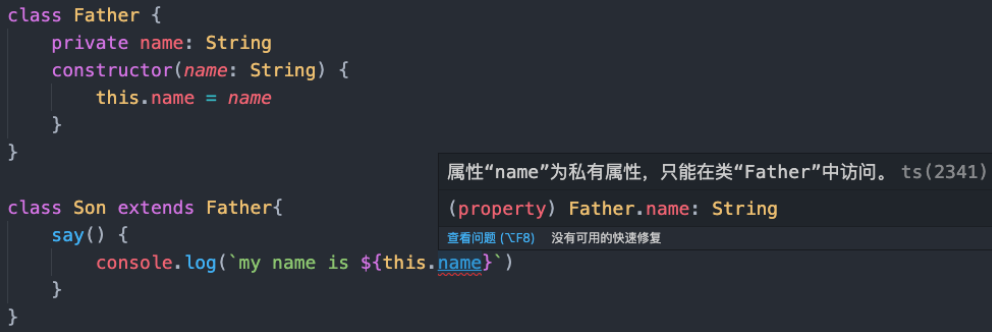 class Father {
    private name: String
    constructor(name: String) {
        this.name = name
    }
}
属性“name”为私有属性，只能在类“Father”中访问。 ts(2341)
(property) Father.name: String
查看问题 (⌥F8) 没有可用的快速修复
class Son extends Father{
    say() {
        console.log(`my name is ${this.name}`)
    }
}